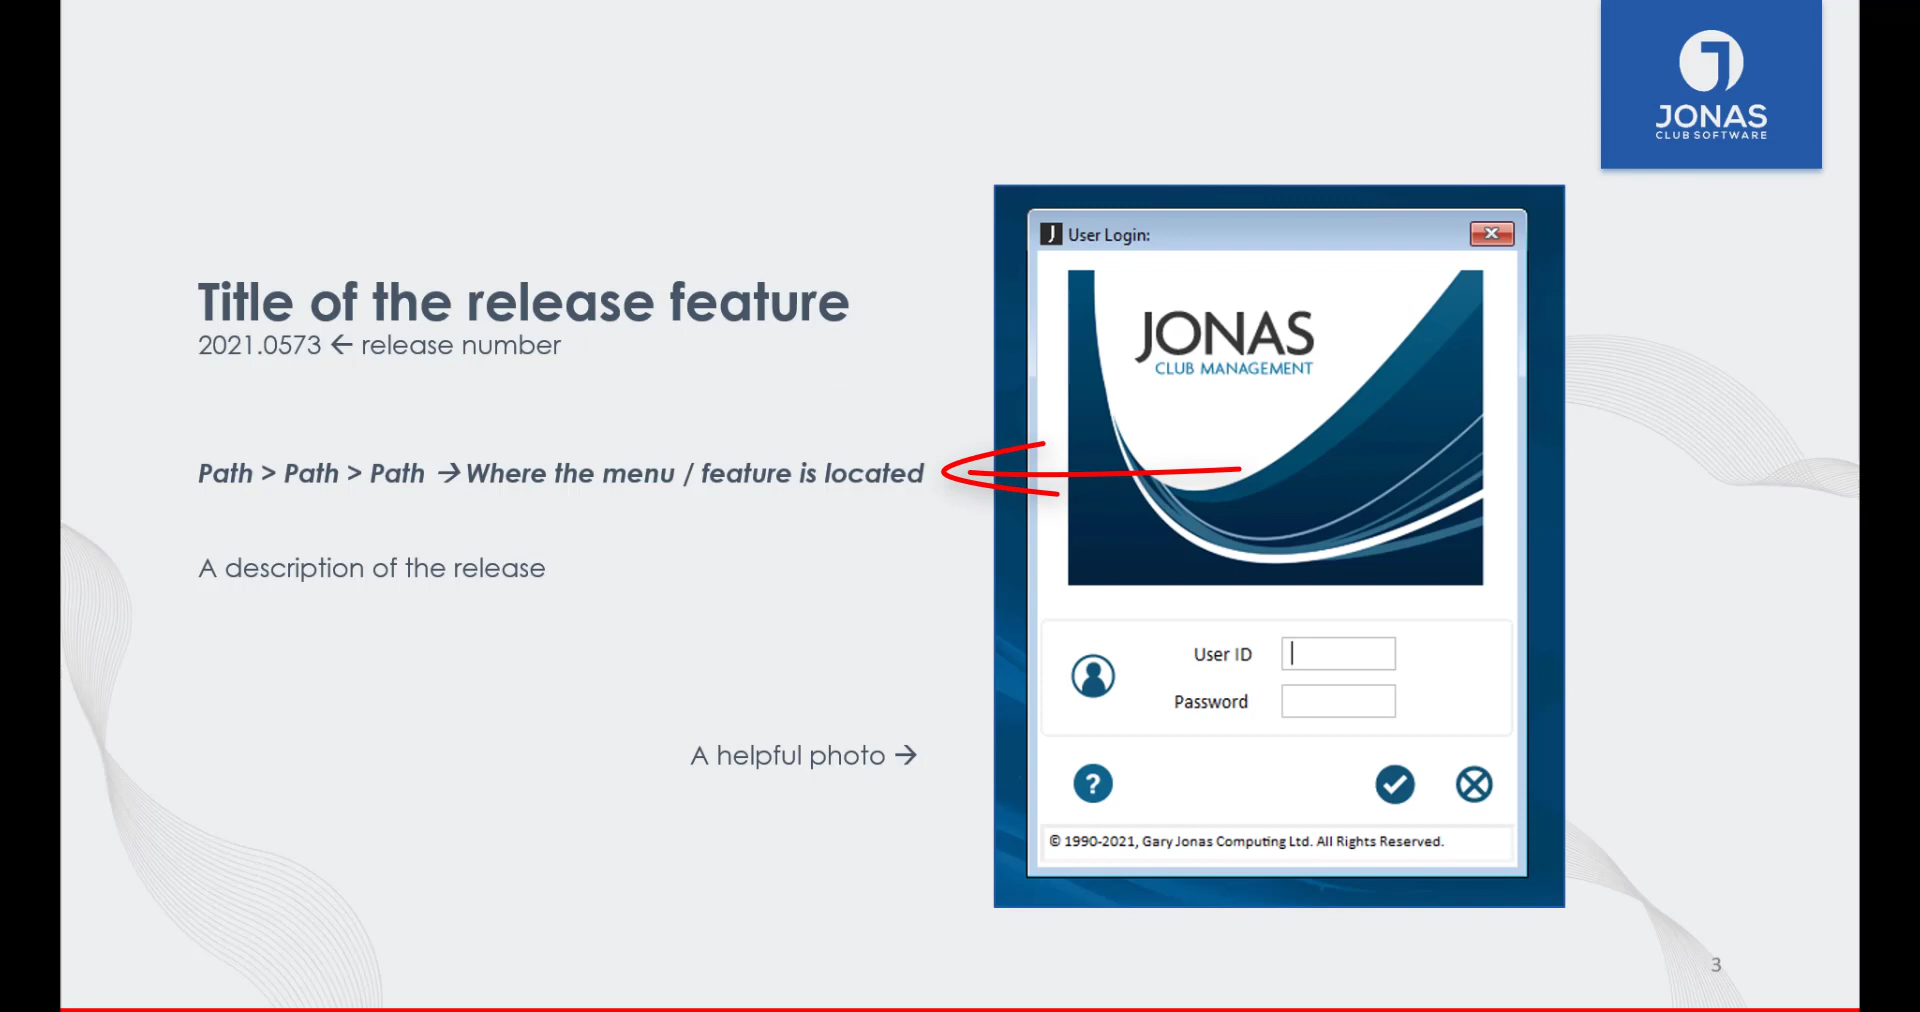 JONAS
CLUB SOFTWARE
Title of the release feature
2021.0573 ← release number
Path > Path > Path → Where the menu / feature is located
A description of the release
A helpful photo →
J User Login:
JONAS
CLUB MANAGEMENT
User ID
Password
?
© 1990-2021, Gary Jonas Computing Ltd. All Rights Reserved.
3